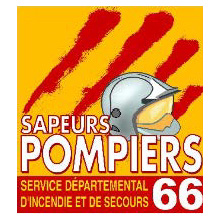 SAPEURS
POMPIERS
SERVICE DÉPARTEMENTAL
D'INCENDIE ET DE SECOURS 66